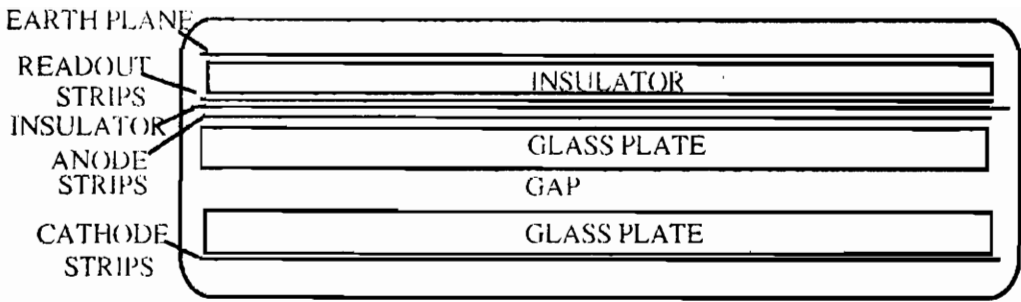 EARTH PLANE
READOUT
STRIPS
INSULATOR
INSULATOR
ANODE
STRIPS
GLASS PLATE
GAP
CATHODE
STRIPS
GLASS PLATE